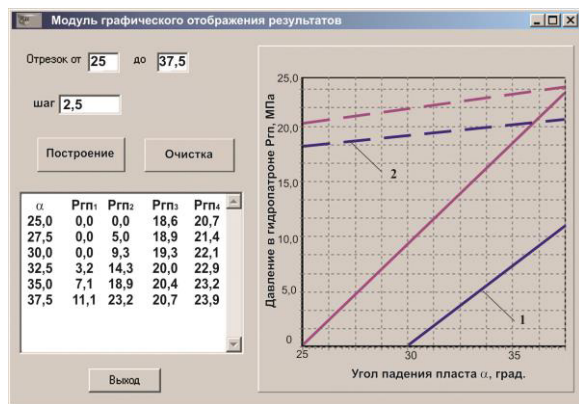 Модуль графического отображения результатов
Отрезок от 25 до 37,5
шаг 2,5
Построение Очистка
α Pгп₁ Pгп₂ Pгп₃ Pгп₄
25,0 0,0 0,0 18,6 20,7
27,5 0,0 5,0 18,9 21,4
30,0 0,0 9,3 19,3 22,1
32,5 3,2 14,3 20,0 22,9
35,0 7,1 18,9 20,4 23,2
37,5 11,1 23,2 20,7 23,9
Выход
Давление в гидропатроне Pгп, МПа
25,0
20,0
15,0
10,0
5,0
0
2
1
25 30 35
Угол падения пласта α, град.